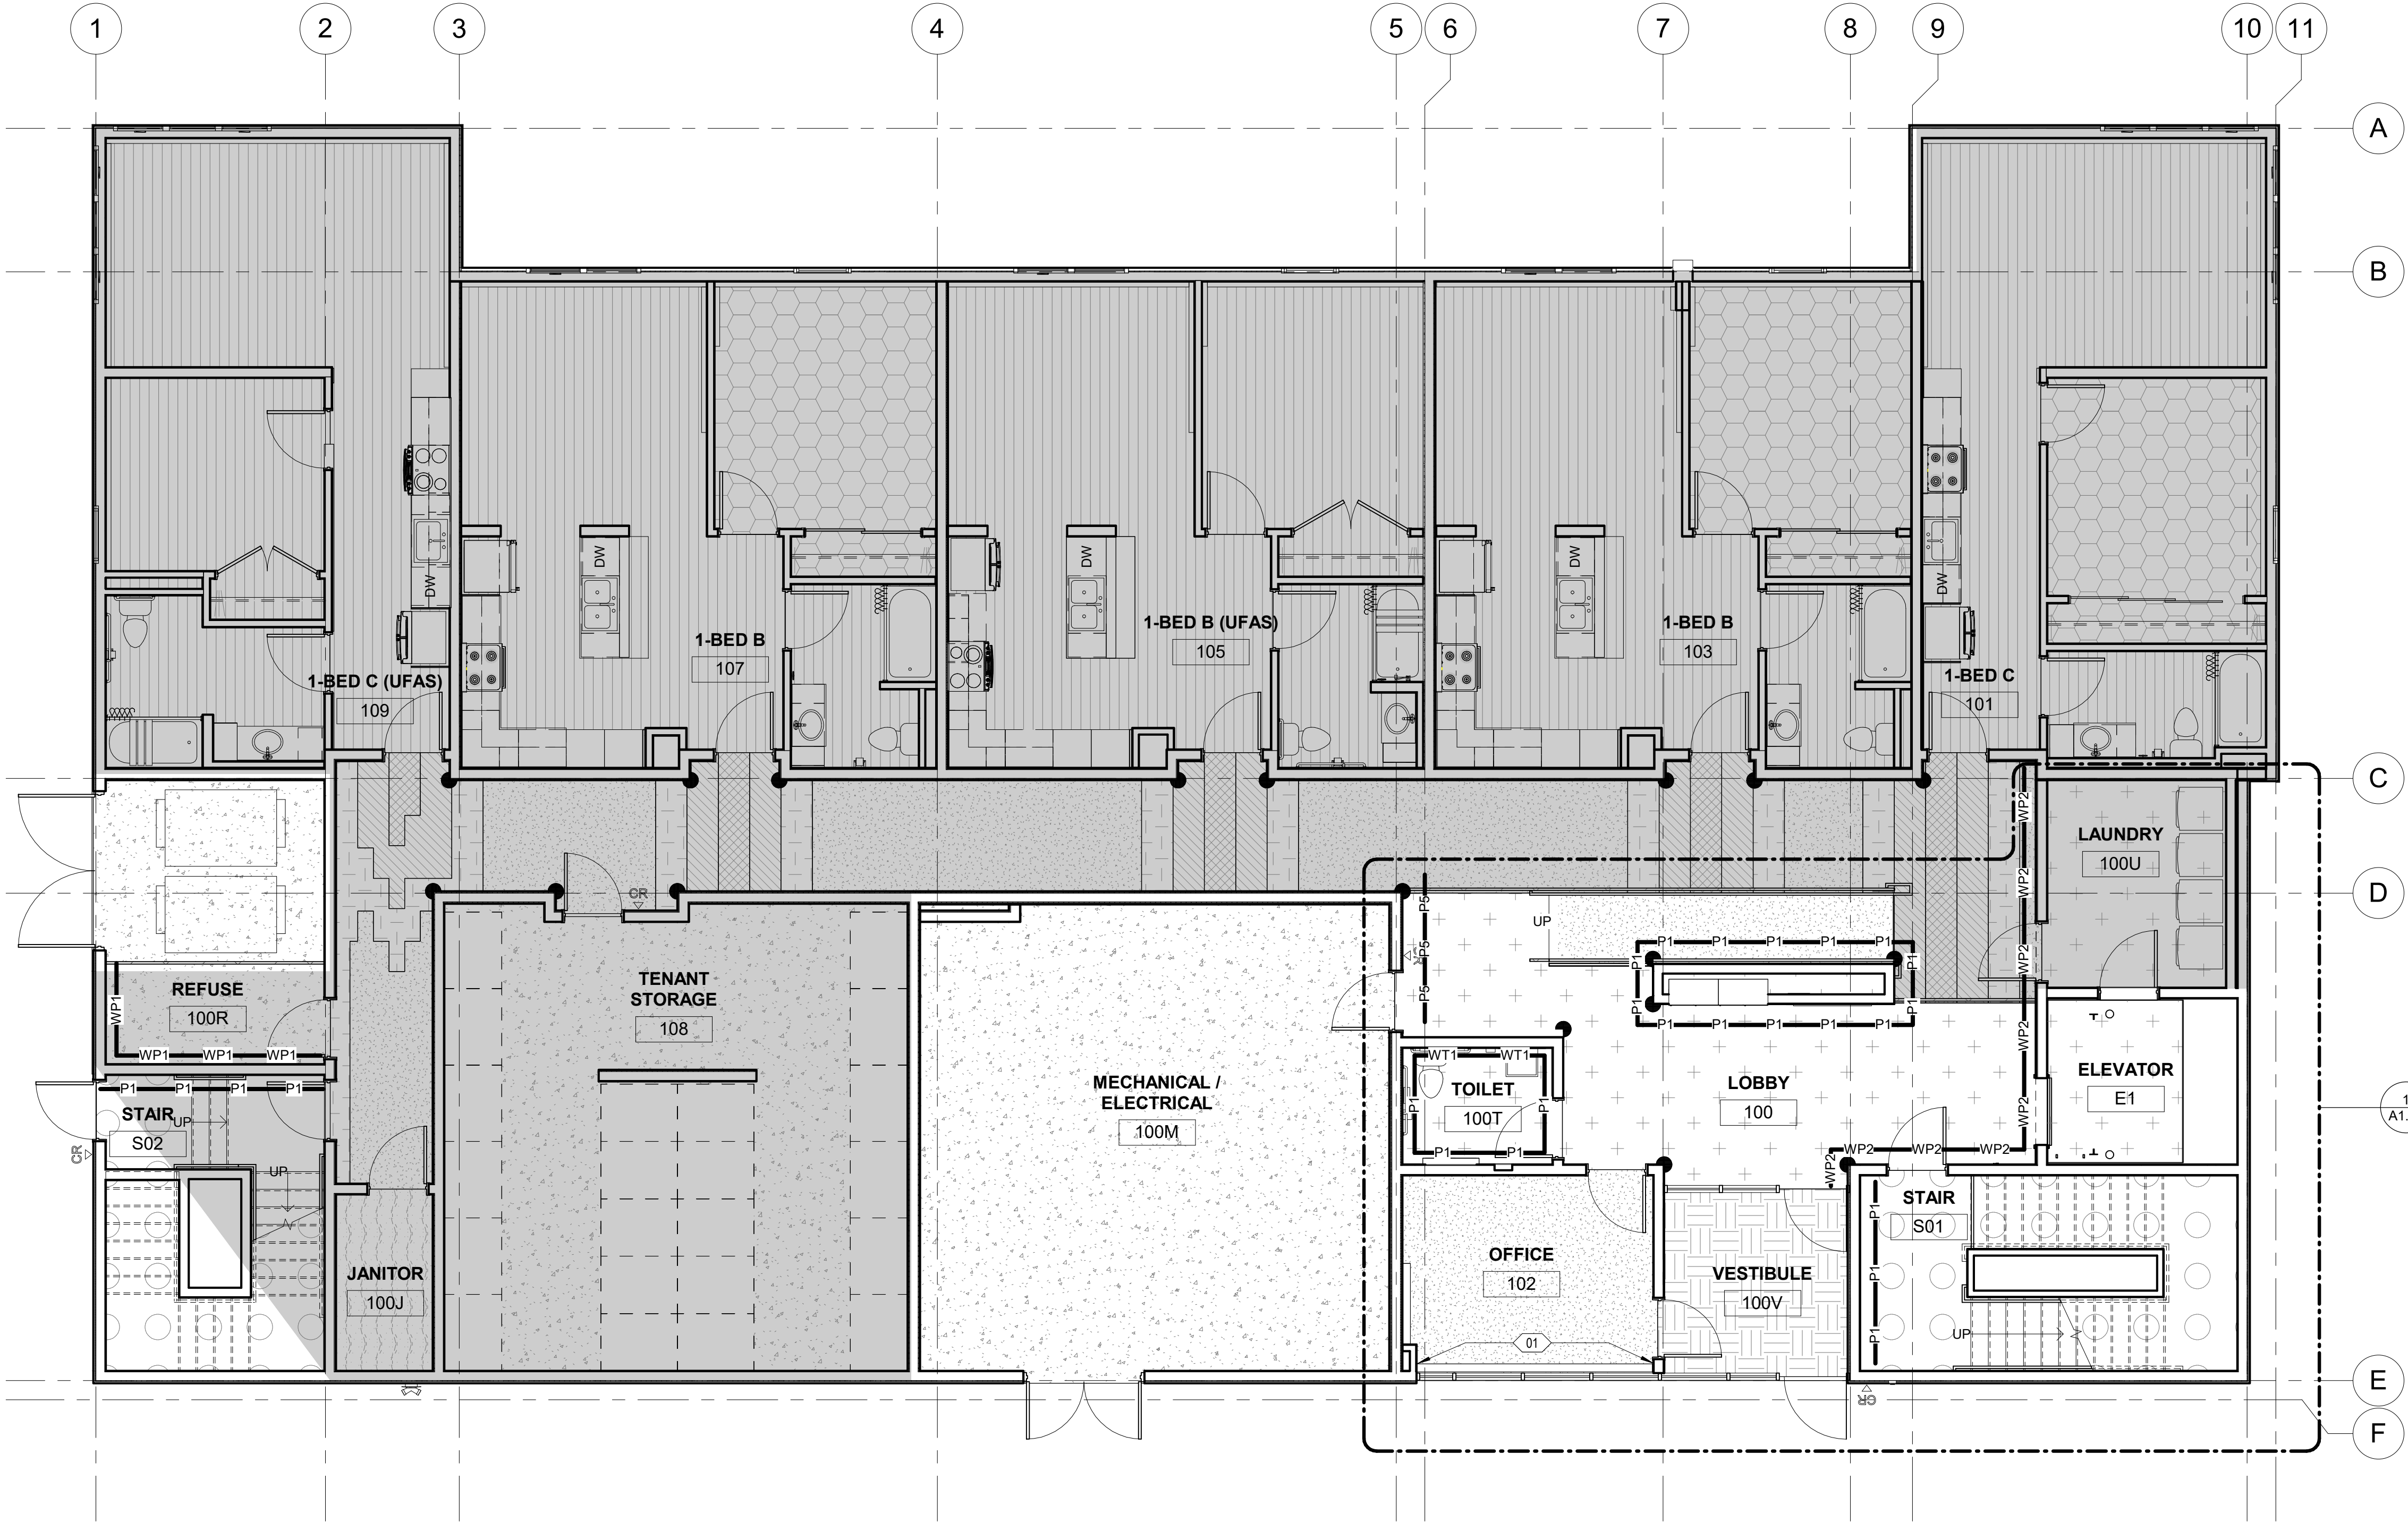 1
2
3
4
5
6
7
8
9
10
11
A
B
DW
DW
DW
DW
DW
1-BED B
107
1-BED B (UFAS)
105
1-BED B
103
1-BED C (UFAS)
109
1-BED C
101
C
WP2
LAUNDRY
100U
WP2
D
CR
P5
UP
P1 P1 P1 P1 P1
P5
CR
P1
P1
WP2
TENANT
STORAGE
108
REFUSE
100R
WP1
P5
P1
P1
P1 P1 P1 P1 P1
WP2
WP1 WP1 WP1
WT1 WT1
MECHANICAL /
ELECTRICAL
100M
TOILET
100T
P1
P1
LOBBY
100
ELEVATOR
E1
WP2
1
A1.
P1 P1 P1 P1
STAIR
S02
UP
CR
P1 P1
WP2 WP2 WP2
WP2
UP
STAIR
S01
P1
JANITOR
100J
OFFICE
102
VESTIBULE
100V
P1
01
UP
P1
CR
E
F